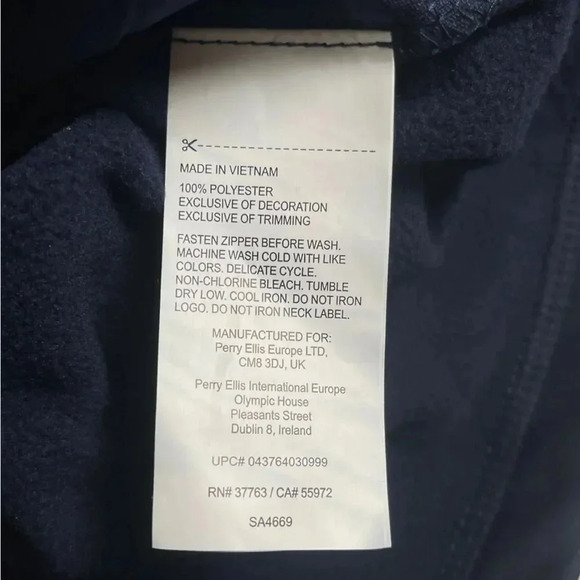 MADE IN VIETNAM
100% POLYESTER
EXCLUSIVE OF DECORATION
EXCLUSIVE OF TRIMMING
FASTEN ZIPPER BEFORE WASH.
MACHINE WASH COLD WITH LIKE
COLORS. DELICATE CYCLE.
NON-CHLORINE BLEACH. TUMBLE
DRY LOW. COOL IRON. DO NOT IRON
LOGO. DO NOT IRON NECK LABEL.
MANUFACTURED FOR:
Perry Ellis Europe LTD,
CM8 3DJ, UK
Perry Ellis International Europe
Olympic House
Pleasants Street
Dublin 8, Ireland
UPC# 043764030999
RN# 37763 / CA# 55972
SA4669